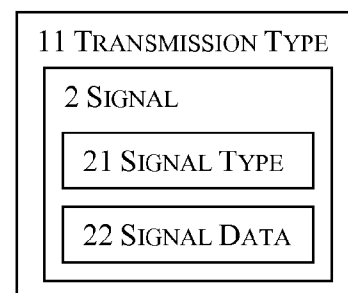 11 TRANSMISSION TYPE
2 SIGNAL
21 SIGNAL TYPE
22 SIGNAL DATA